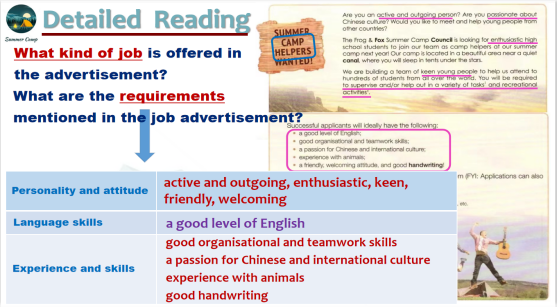 Detailed Reading
Summer Camp
What kind of job is offered in
the advertisement?
What are the requirements
mentioned in the job advertisement?
SUMMER
CAMP
HELPERS
WANTED!
Are you an active and outgoing person? Are you passionate about
Chinese culture? Would you like to meet and help young people from
other countries?
The Frog & Fox Summer Camp Council is looking for enthusiastic high
school students to join our team as camp helpers at our summer
camp next year! Our camp is located in a beautiful area near a quiet
canal, where you will sleep in tents under the stars.
We are building a team of keen young people to help us attend to
hundreds of students from all over the world. You will be required
to supervise and/or help out in a variety of tasks and recreational
activities
Successful applicants will ideally have the following:
• a good level of English;
• good organisational and teamwork skills;
• a passion for Chinese and international culture;
• experience with animals;
• a friendly, welcoming attitude, and good handwriting!
(FYI: Applications can also
etc.
Personality and attitude
active and outgoing, enthusiastic, keen,
friendly, welcoming
Language skills
a good level of English
Experience and skills
good organisational and teamwork skills
a passion for Chinese and international culture
experience with animals
good handwriting